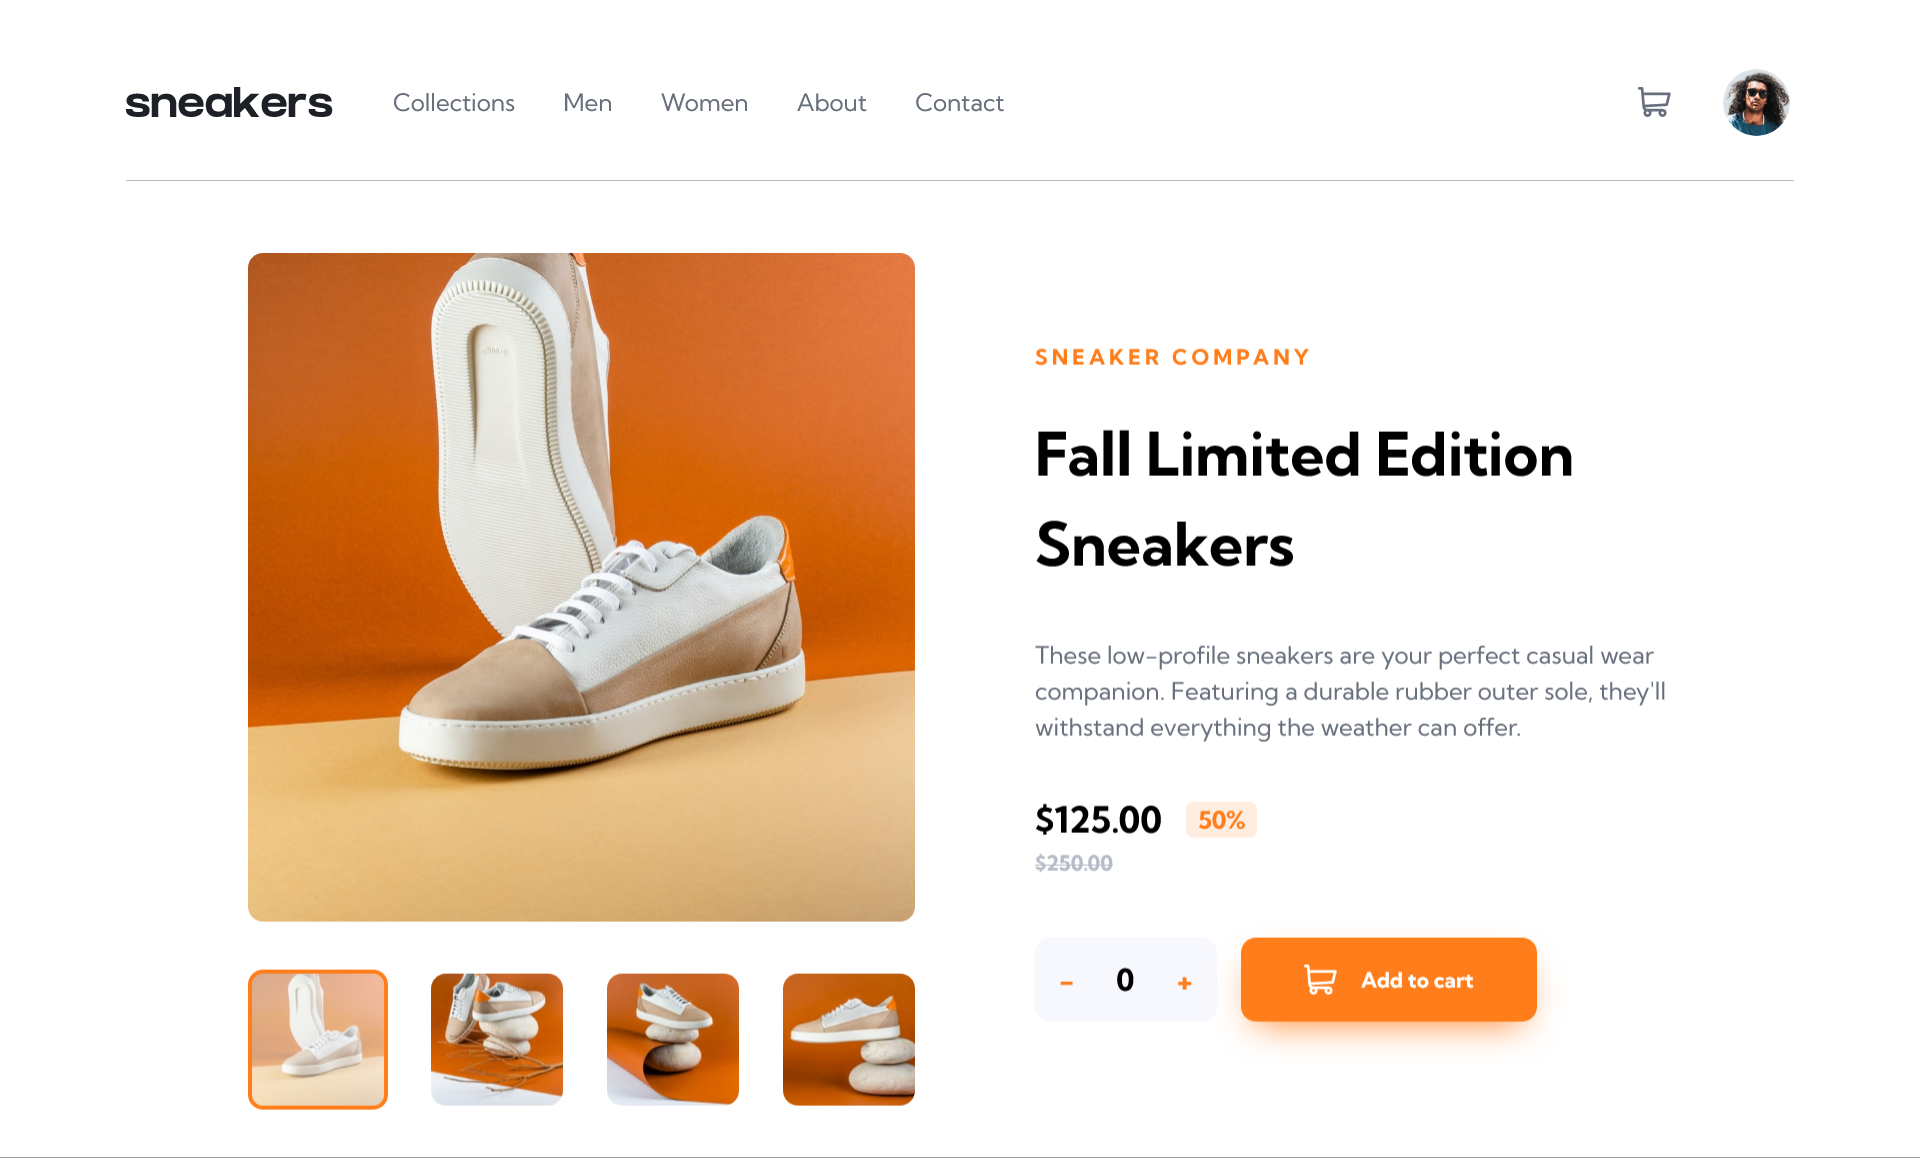 sneakers Collections Men Women About Contact
SNEAKER COMPANY
Fall Limited Edition
Sneakers
These low-profile sneakers are your perfect casual wear
companion. Featuring a durable rubber outer sole, they'll
withstand everything the weather can offer.
$125.00 50%
$250.00
- 0 + Add to cart